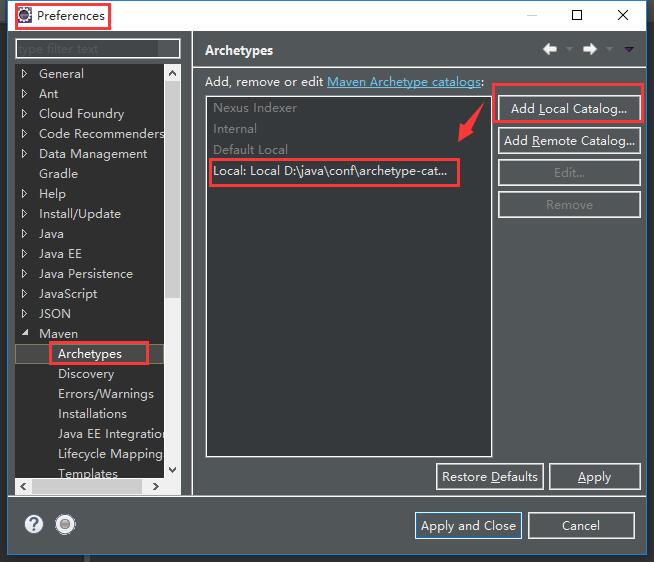 Preferences
type filter text
General
Ant
Cloud Foundry
Code Recommenders
Data Management
Gradle
Help
Install/Update
Java
Java EE
Java Persistence
JavaScript
JSON
Maven
Archetypes
Discovery
Errors/Warnings
Installations
Java EE Integration
Lifecycle Mapping
Templates
Archetypes
Add, remove or edit Maven Archetype catalogs:
Nexus Indexer
Internal
Default Local
Local: Local D:\java\conf\archetype-cat...
Add Local Catalog...
Add Remote Catalog...
Edit...
Remove
Restore Defaults
Apply
?
Apply and Close
Cancel